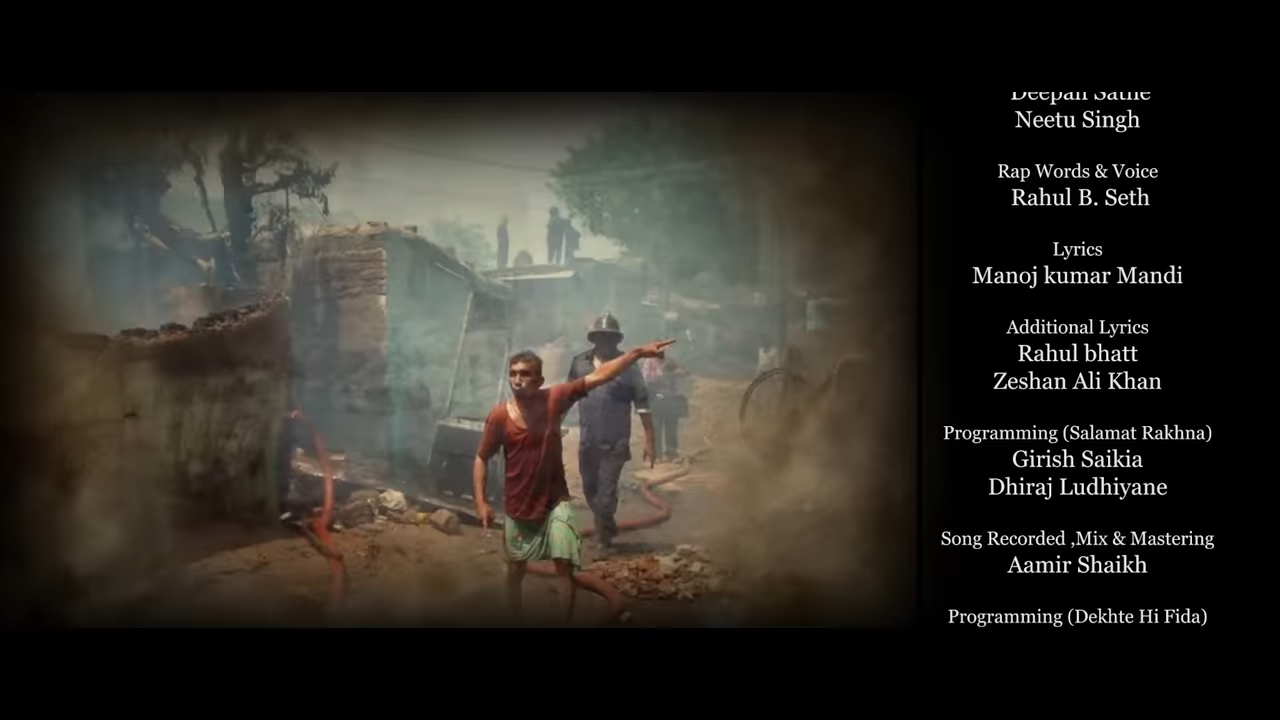 Neetu Singh
Rap Words & Voice
Rahul B. Seth
Lyrics
Manoj kumar Mandi
Additional Lyrics
Rahul bhatt
Zeshan Ali Khan
Programming (Salamat Rakhna)
Girish Saikia
Dhiraj Ludhiyane
Song Recorded ,Mix & Mastering
Aamir Shaikh
Programming (Dekhte Hi Fida)